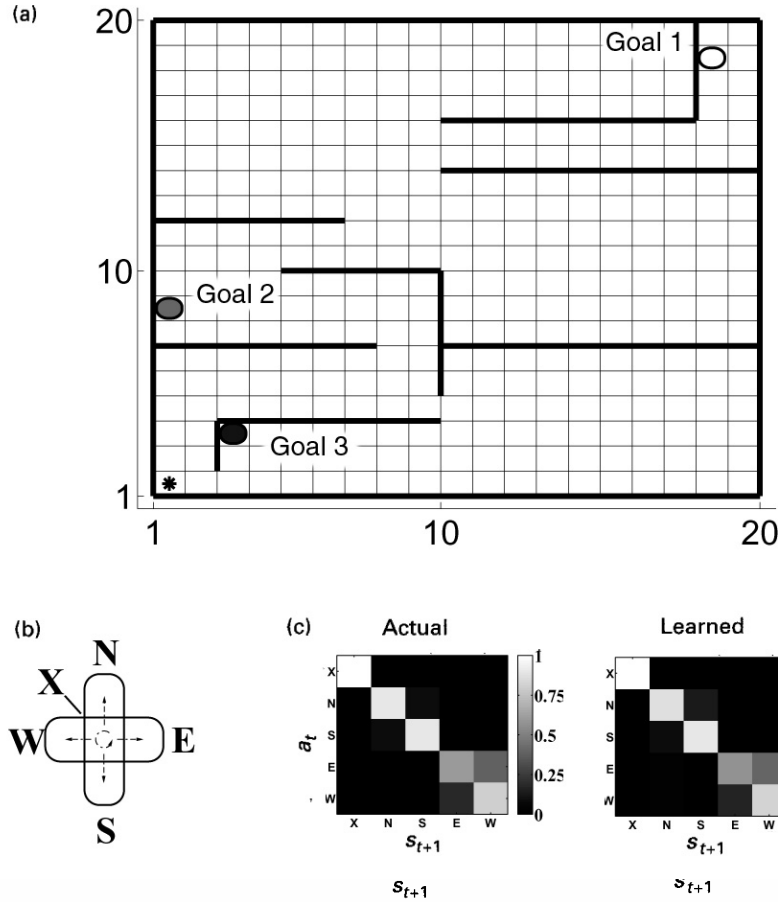 (a)
20
Goal 1
10
Goal 2
Goal 3
*
1
1 10 20
(b)
N
X
W E
S
(c)
Actual Learned
X
N
S
E
W
a_t
X N S E W
s_{t+1}
1
0.75
0.5
0.25
0
X
N
S
E
W
X N S E W
s_{t+1}
s_{t+1} s_{t+1}